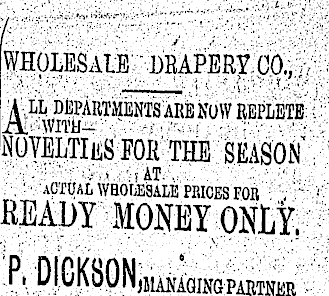 WHOLESALE DRAPERY CO.,
ALL DEPARTMENTS ARE NOW REPLETE
WITH—
NOVELTIES FOR THE SEASON
AT
ACTUAL WHOLESALE PRICES FOR
READY MONEY ONLY.
P. DICKSON, MANAGING PARTNER